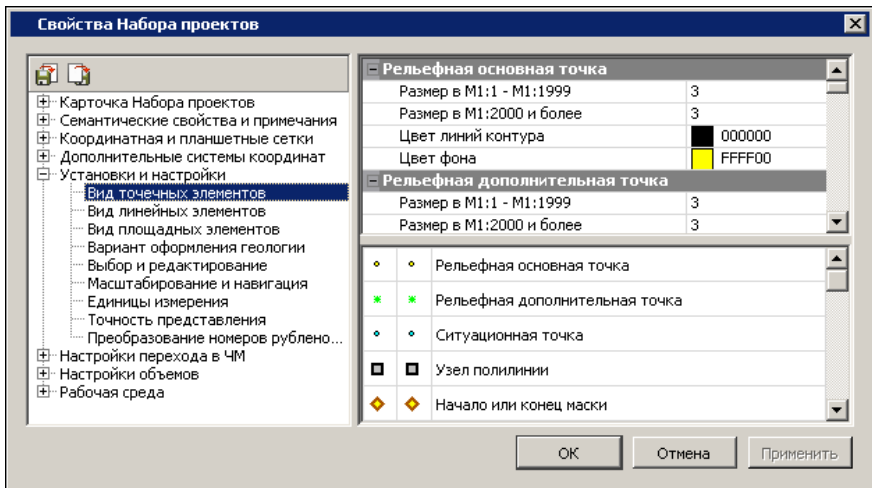 Свойства Набора проектов
Карточка Набора проектов
Семантические свойства и примечания
Координатная и планшетные сетки
Дополнительные системы координат
Установки и настройки
Вид точечных элементов
Вид линейных элементов
Вид площадных элементов
Вариант оформления геологии
Выбор и редактирование
Масштабирование и навигация
Единицы измерения
Точность представления
Преобразование номеров рублено...
Настройки перехода в ЧМ
Настройки объемов
Рабочая среда
Рельефная основная точка
Размер в М1:1 - М1:1999 3
Размер в М1:2000 и более 3
Цвет линий контура 000000
Цвет фона FFFF00
Рельефная дополнительная точка
Размер в М1:1 - М1:1999 3
Размер в М1:2000 и более 3
Рельефная основная точка
Рельефная дополнительная точка
Ситуационная точка
Узел полилинии
Начало или конец маски
ОК Отмена Применить